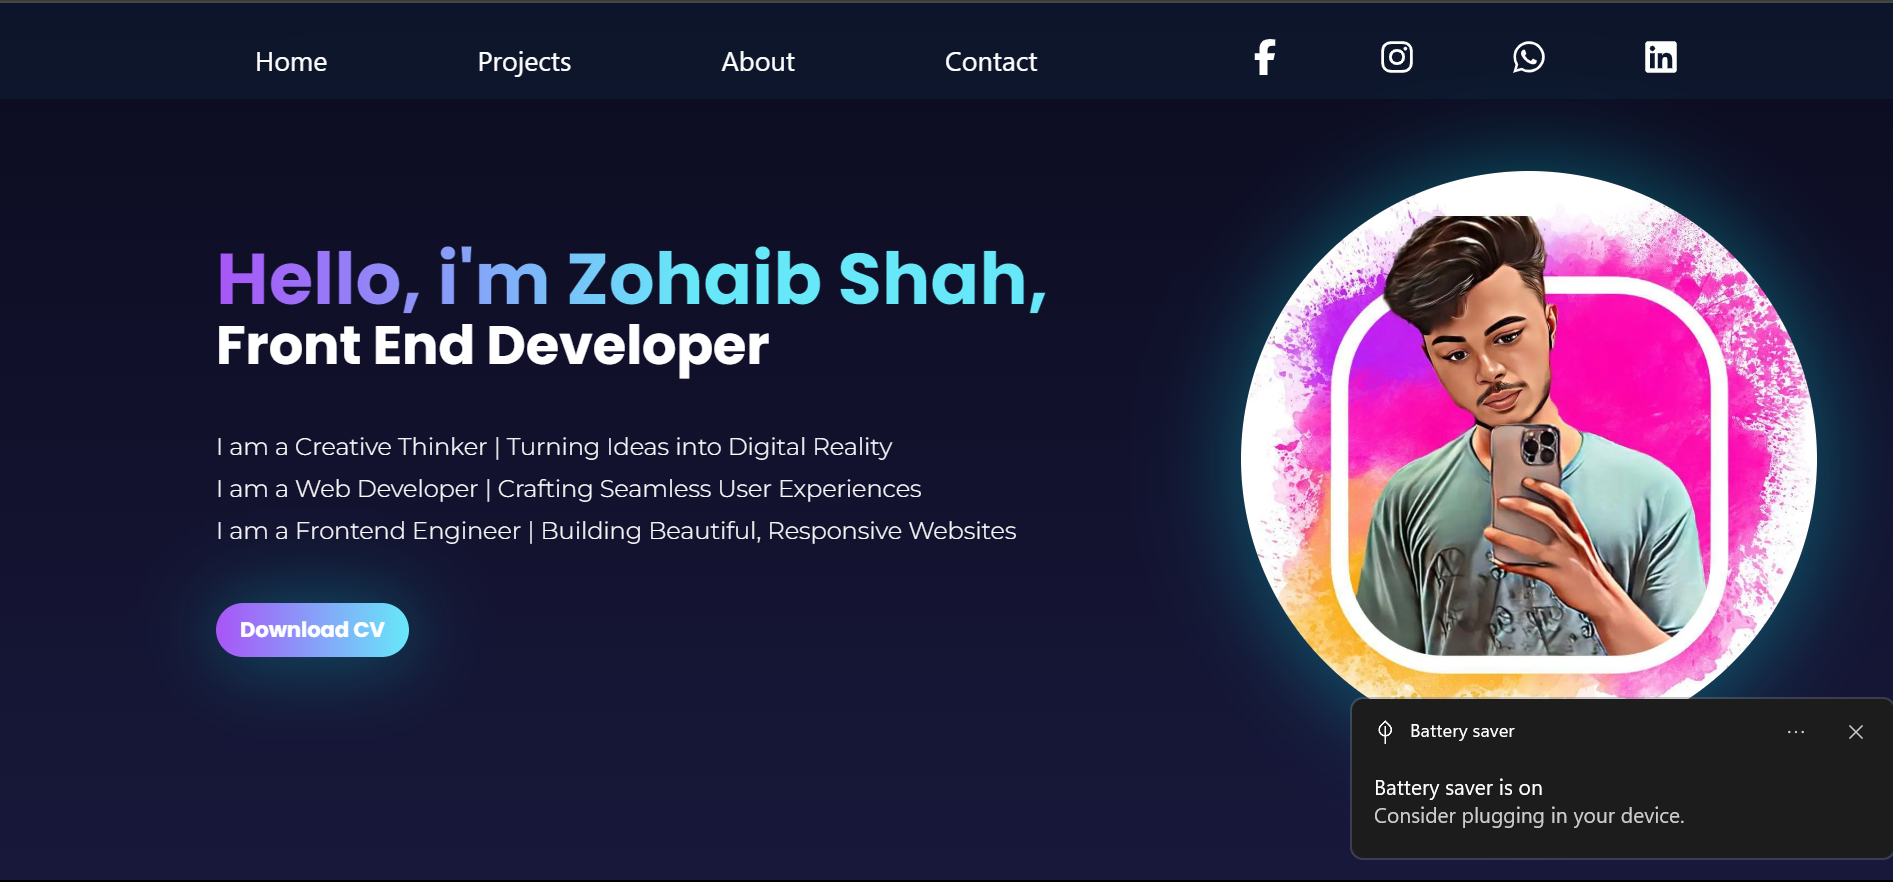 Home Projects About Contact
Hello, i'm Zohaib Shah,
Front End Developer
I am a Creative Thinker | Turning Ideas into Digital Reality
I am a Web Developer | Crafting Seamless User Experiences
I am a Frontend Engineer | Building Beautiful, Responsive Websites
Download CV
Battery saver
Battery saver is on
Consider plugging in your device.